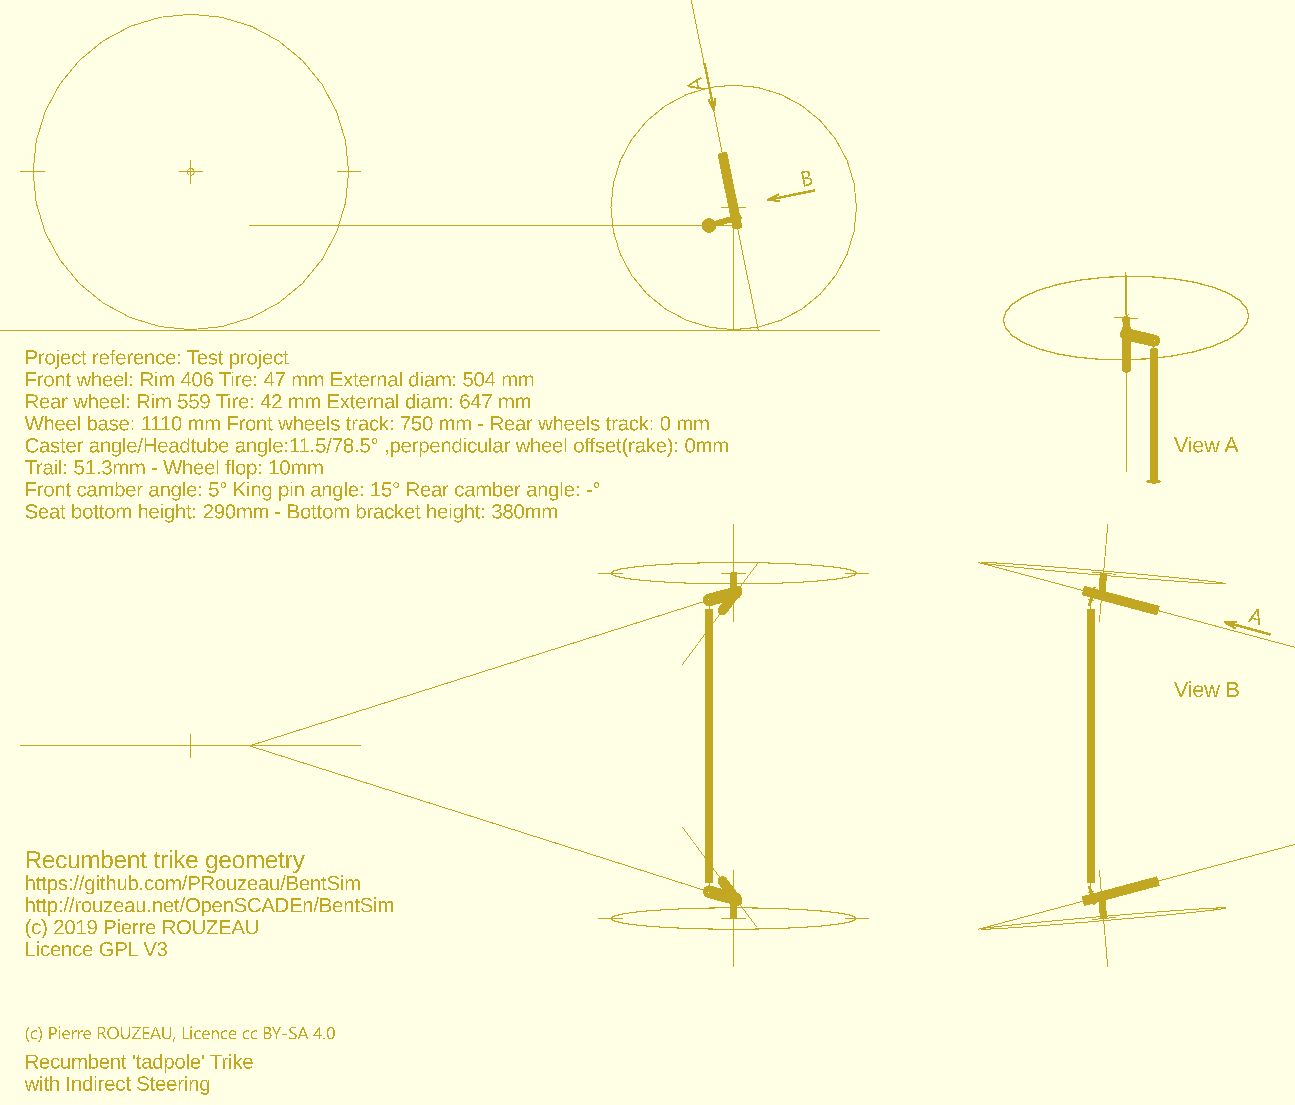 A
B
Project reference: Test project
Front wheel: Rim 406 Tire: 47 mm External diam: 504 mm
Rear wheel: Rim 559 Tire: 42 mm External diam: 647 mm
Wheel base: 1110 mm Front wheels track: 750 mm - Rear wheels track: 0 mm
Caster angle/Headtube angle:11.5/78.5° ,perpendicular wheel offset(rake): 0mm
Trail: 51.3mm - Wheel flop: 10mm
Front camber angle: 5° King pin angle: 15° Rear camber angle: -°
Seat bottom height: 290mm - Bottom bracket height: 380mm
View A
A
View B
Recumbent trike geometry
https://github.com/PRouzeau/BentSim
http://rouzeau.net/OpenSCADEn/BentSim
(c) 2019 Pierre ROUZEAU
Licence GPL V3
(c) Pierre ROUZEAU, Licence cc BY-SA 4.0
Recumbent 'tadpole' Trike
with Indirect Steering